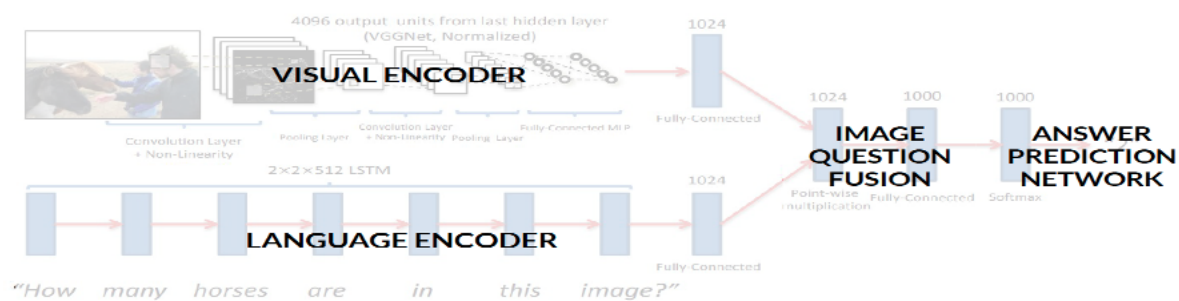 4096 output units from last hidden layer
(VGGNet, Normalized)
1024
VISUAL ENCODER
Fully-Connected
Convolution Layer
+ Non-Linearity
Pooling Layer
Convolution Layer
+ Non-Linearity
Pooling Layer
Fully-Connected MLP
2×2×512 LSTM
1024
LANGUAGE ENCODER
Fully-Connected
"How many horses are in this image?"
1024
1000
1000
IMAGE
QUESTION
FUSION
ANSWER
PREDICTION
NETWORK
Point-wise
multiplication
Fully-Connected
Softmax